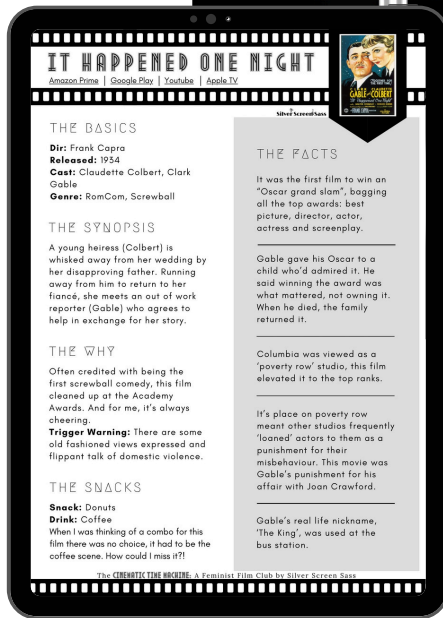 IT HAPPENED ONE NIGHT
Amazon Prime | Google Play | Youtube | Apple TV
GABLE and COLBERT
Silver Screen Sass
THE BASICS
Dir: Frank Capra
Released: 1934
Cast: Claudette Colbert, Clark
Gable
Genre: RomCom, Screwball
THE SYNOPSIS
A young heiress (Colbert) is
whisked away from her wedding by
her disapproving father. Running
away from him to return to her
fiancé, she meets an out of work
reporter (Gable) who agrees to
help in exchange for her story.
THE WHY
Often credited with being the
first screwball comedy, this film
cleaned up at the Academy
Awards. And for me, it's always
cheering.
Trigger Warning: There are some
old fashioned views expressed and
flippant talk of domestic violence.
THE SNACKS
Snack: Donuts
Drink: Coffee
When I was thinking of a combo for this
film there was no choice, it had to be the
coffee scene. How could I miss it?!
THE FACTS
It was the first film to win an
"Oscar grand slam", bagging
all the top awards: best
picture, director, actor,
actress and screenplay.
Gable gave his Oscar to a
child who'd admired it. He
said winning the award was
what mattered, not owning it.
When he died, the family
returned it.
Columbia was viewed as a
'poverty row' studio, this film
elevated it to the top ranks.
It's place on poverty row
meant other studios frequently
'loaned' actors to them as a
punishment for their
misbehaviour. This movie was
Gable's punishment for his
affair with Joan Crawford.
Gable's real life nickname,
'The King', was used at the
bus station.
The CINEMATIC TIME MACHINE: A Feminist Film Club by Silver Screen Sass